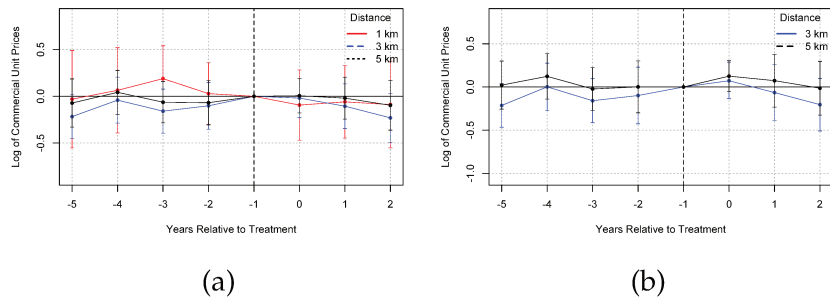 Distance
1 km
3 km
5 km
0.5
0.0
-0.5
Log of Commercial Unit Prices
-5 -4 -3 -2 -1 0 1 2
Years Relative to Treatment
(a)
Distance
3 km
5 km
0.5
0.0
-0.5
-1.0
Log of Commercial Unit Prices
-5 -4 -3 -2 -1 0 1 2
Years Relative to Treatment
(b)